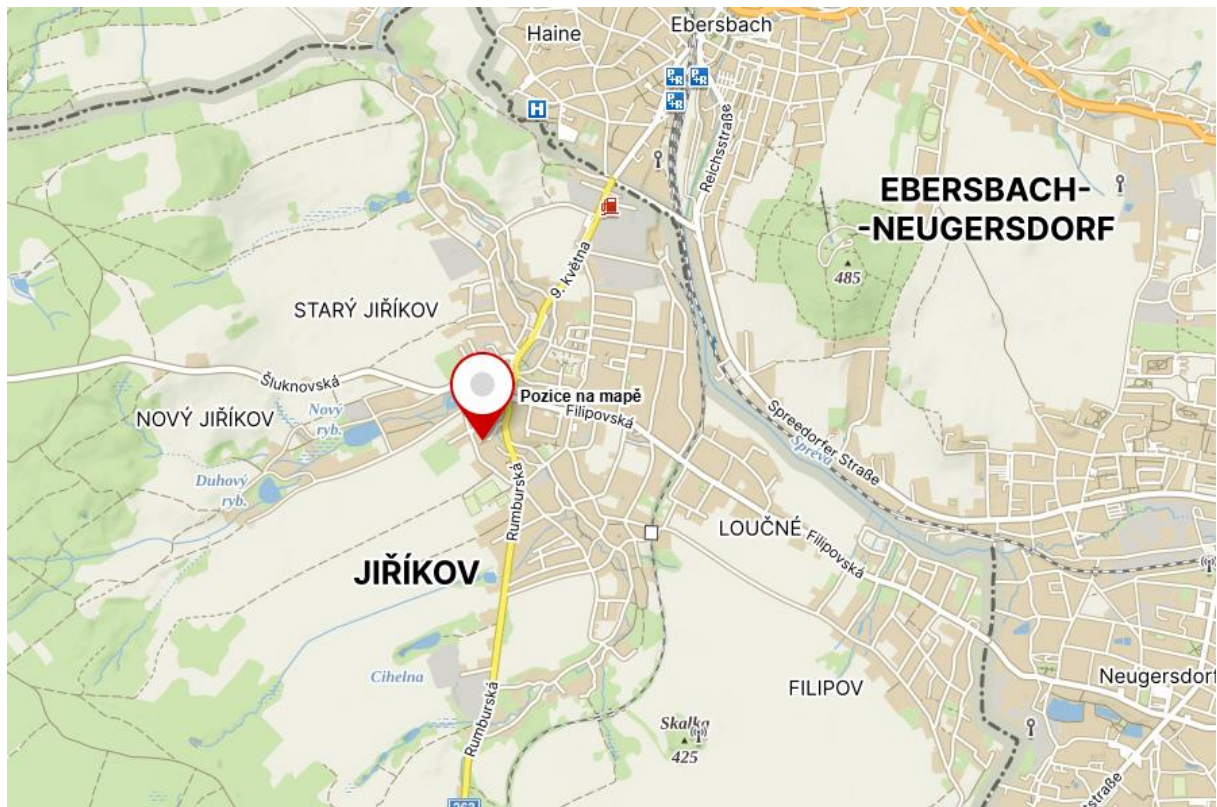 Haine
Ebersbach
P+R
P+R
P+R
H
Reichsstraße
EBERSBACH-
-NEUGERSDORF
485
9. května
STARÝ JIŘÍKOV
Šluknovská
Pozice na mapě
NOVÝ JIŘÍKOV
Nový
ryb.
Filipovská
Spreedorfer Straße
Spréva
Duhový
ryb.
Rumburská
LOUČNÉ
Filipovská
JIŘÍKOV
Cihelna
FILIPOV
Neugersdorf
Rumburská
Skalka
425
263